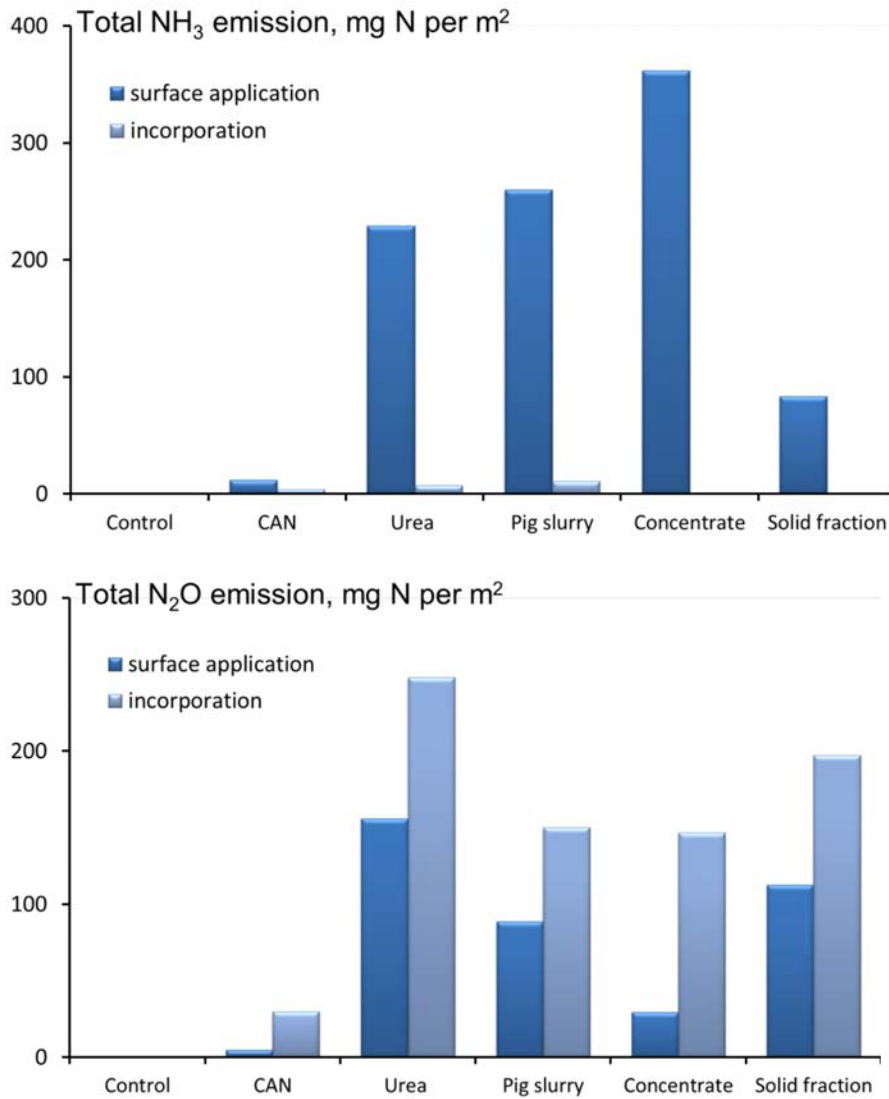 Total NH₃ emission, mg N per m²
400
surface application
incorporation
300
200
100
0
Control CAN Urea Pig slurry Concentrate Solid fraction
Total N₂O emission, mg N per m²
300
surface application
incorporation
200
100
0
Control CAN Urea Pig slurry Concentrate Solid fraction